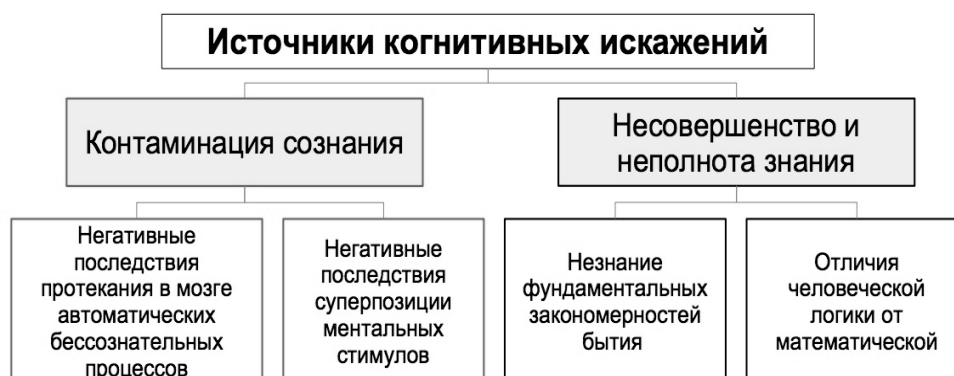 Источники когнитивных искажений
Контаминация сознания
Несовершенство и
неполнота знания
Негативные
последствия
протекания в мозге
автоматических
бессознательных
процессов
Негативные
последствия
суперпозиции
ментальных
стимулов
Незнание
фундаментальных
закономерностей
бытия
Отличия
человеческой
логики от
математической